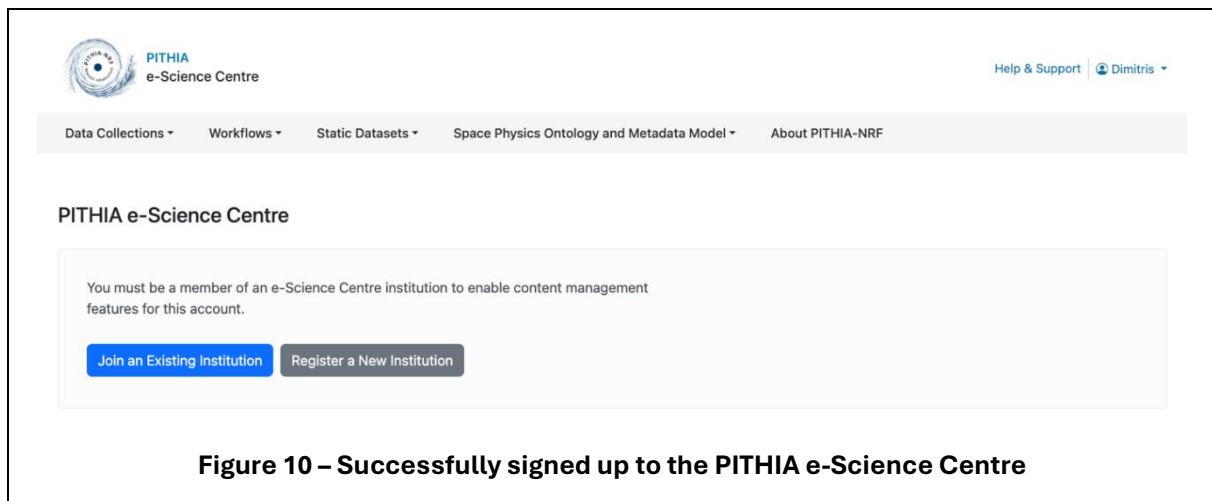 PITHIA
e-Science Centre
Help & Support
Dimitris
Data Collections
Workflows
Static Datasets
Space Physics Ontology and Metadata Model
About PITHIA-NRF
PITHIA e-Science Centre
You must be a member of an e-Science Centre institution to enable content management
features for this account.
Join an Existing Institution
Register a New Institution
Figure 10 – Successfully signed up to the PITHIA e-Science Centre